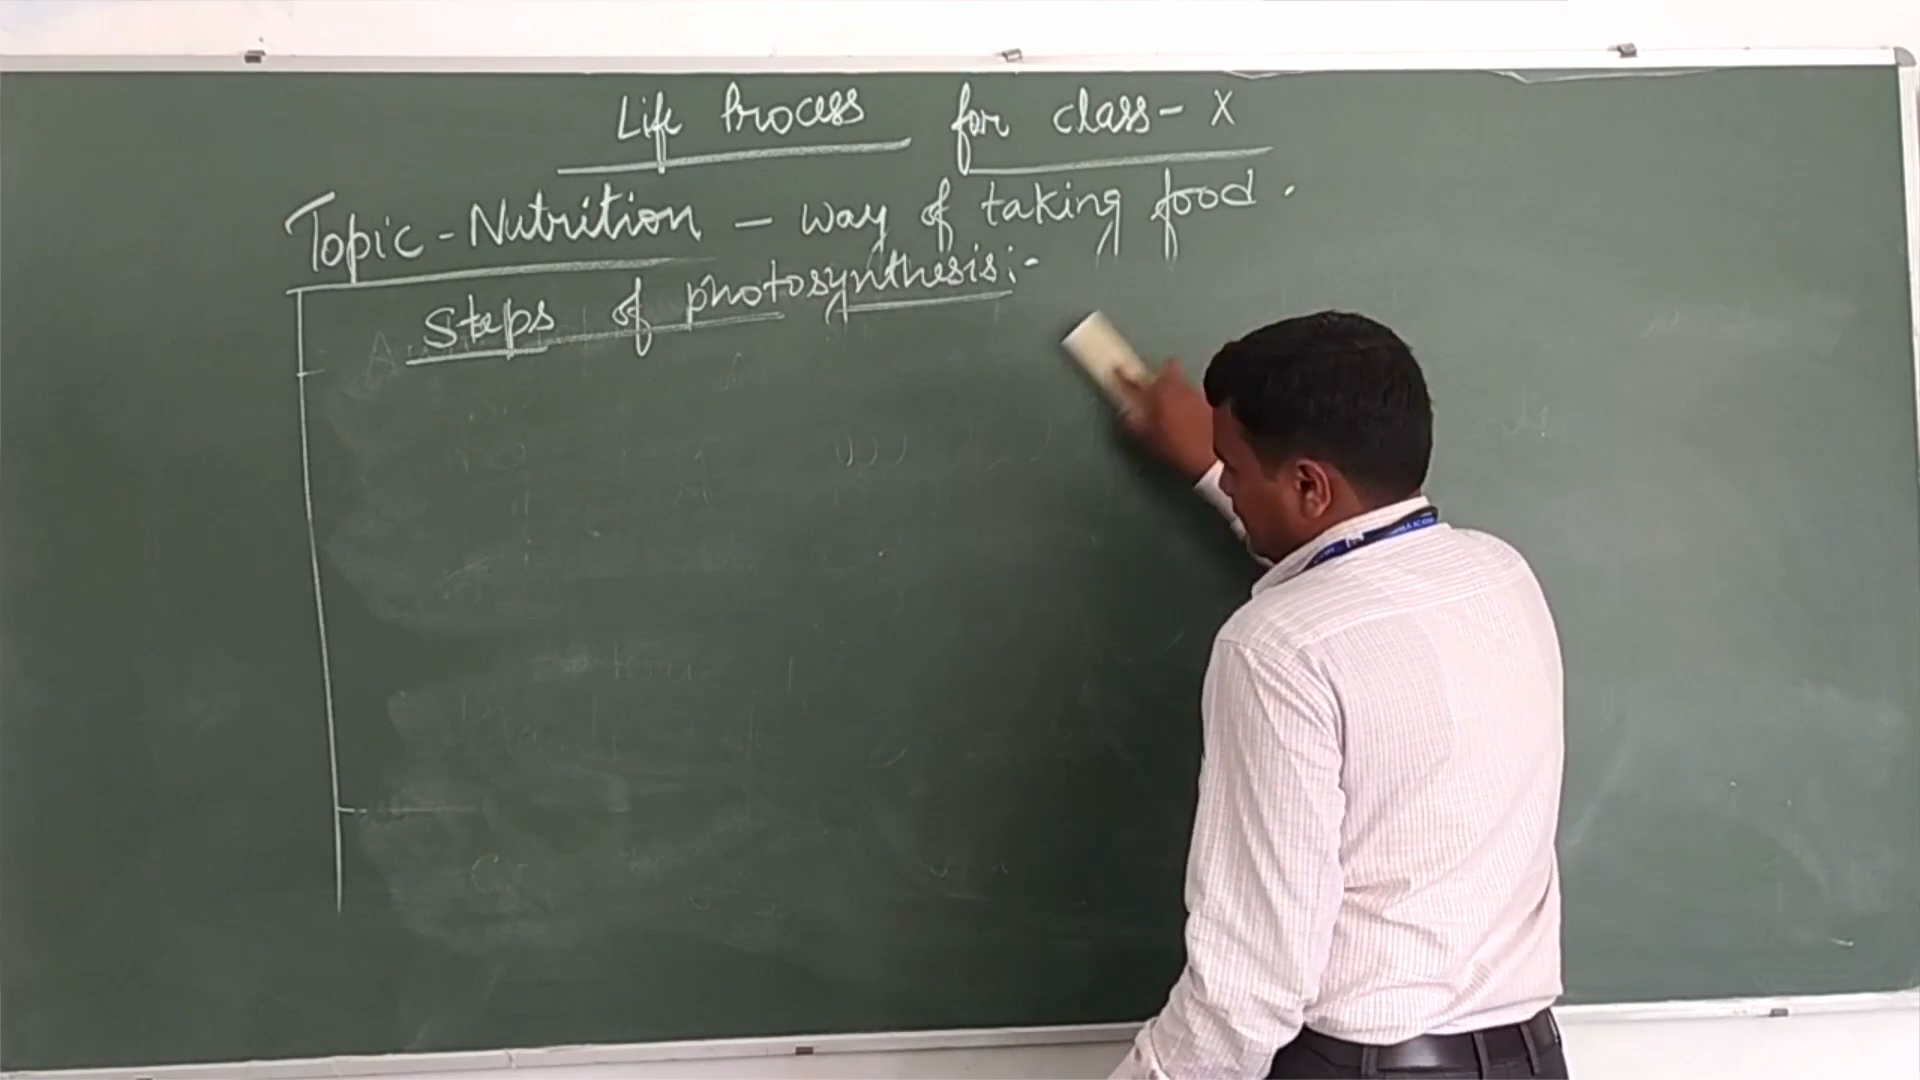 Life Process for class - X
Topic - Nutrition - way of taking food.
Steps of photosynthesis :-